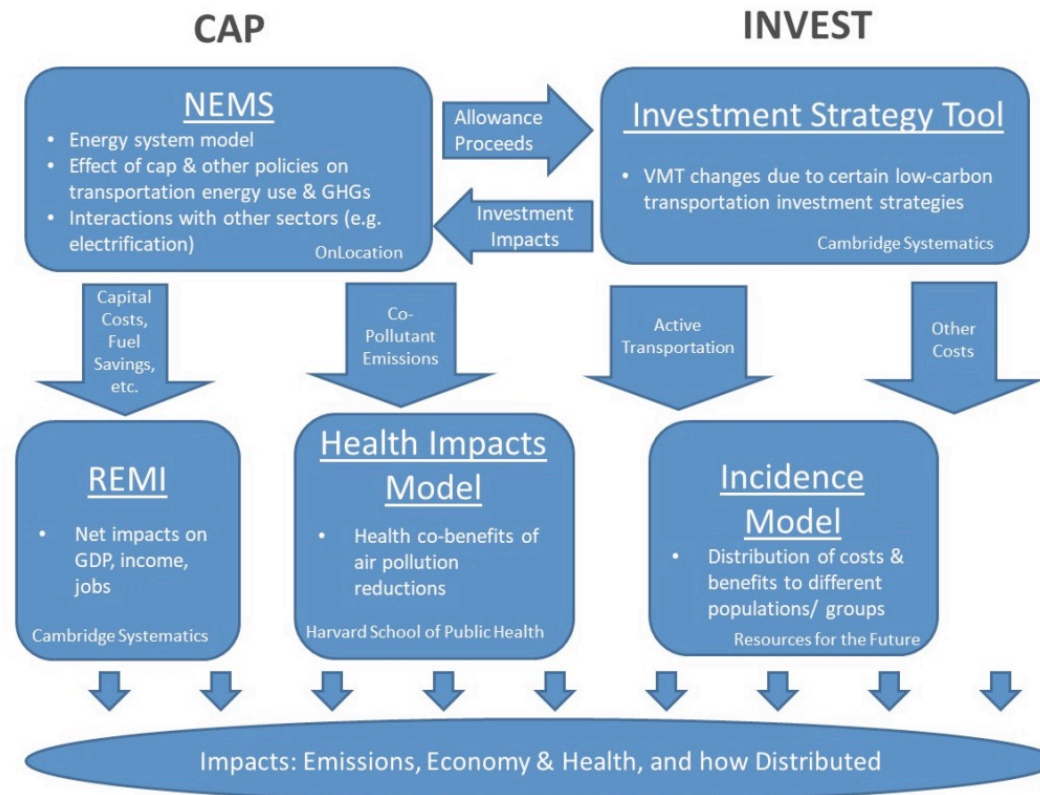 CAP
INVEST
NEMS
• Energy system model
• Effect of cap & other policies on
transportation energy use & GHGs
• Interactions with other sectors (e.g.
electrification)
OnLocation
Allowance
Proceeds
Investment
Impacts
Investment Strategy Tool
• VMT changes due to certain low-carbon
transportation investment strategies
Cambridge Systematics
Capital
Costs,
Fuel
Savings,
etc.
Co-
Pollutant
Emissions
Active
Transportation
Other
Costs
REMI
• Net impacts on
GDP, income,
jobs
Cambridge Systematics
Health Impacts
Model
• Health co-benefits of
air pollution
reductions
Harvard School of Public Health
Incidence
Model
• Distribution of costs &
benefits to different
populations/ groups
Resources for the Future
Impacts: Emissions, Economy & Health, and how Distributed